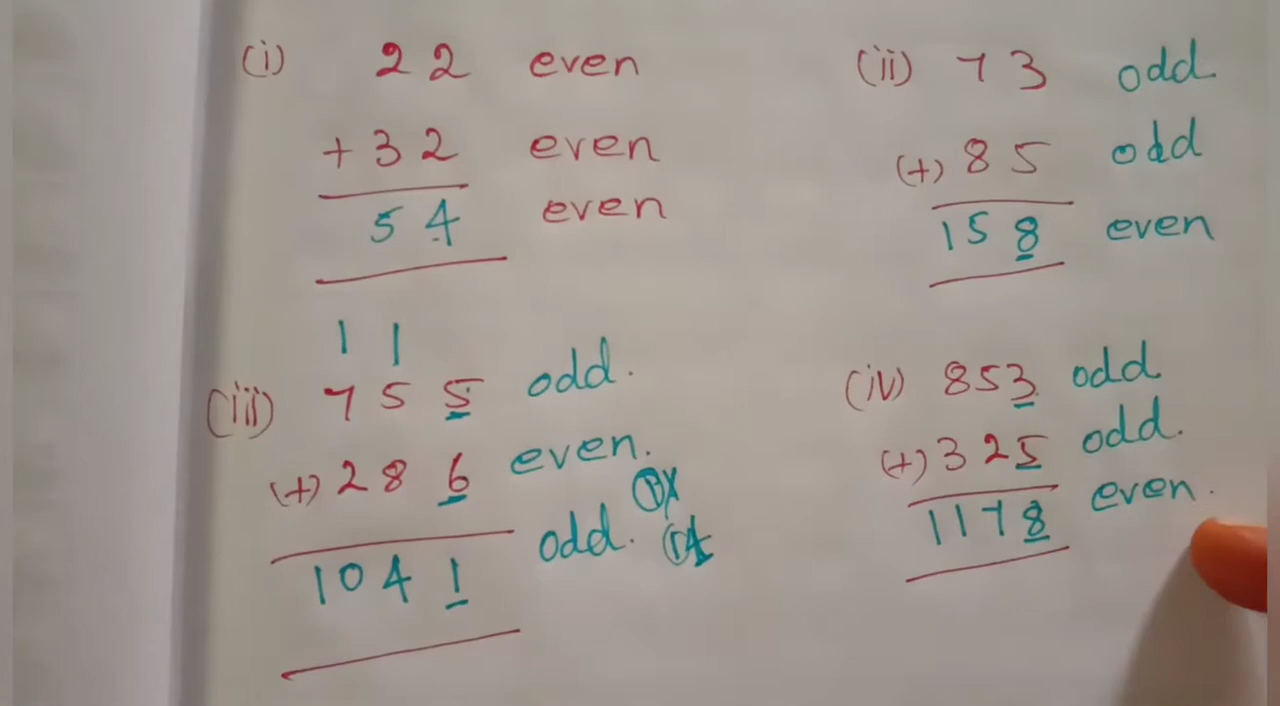 (i) 22 even
+ 32 even
54 even
(ii) 73 odd
(+) 85 odd
158 even
1 1
(iii) 755 odd.
(+) 286 even.
1041 odd.
(iv) 853 odd
(+) 325 odd.
1178 even.